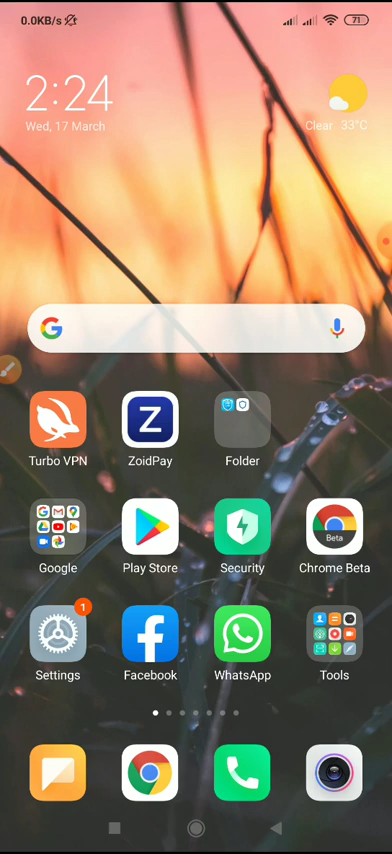 0.0KB/s
71
2:24
Wed, 17 March
Clear 33°C
G
Z
Turbo VPN ZoidPay Folder
Beta
Google Play Store Security Chrome Beta
1
Settings Facebook WhatsApp Tools